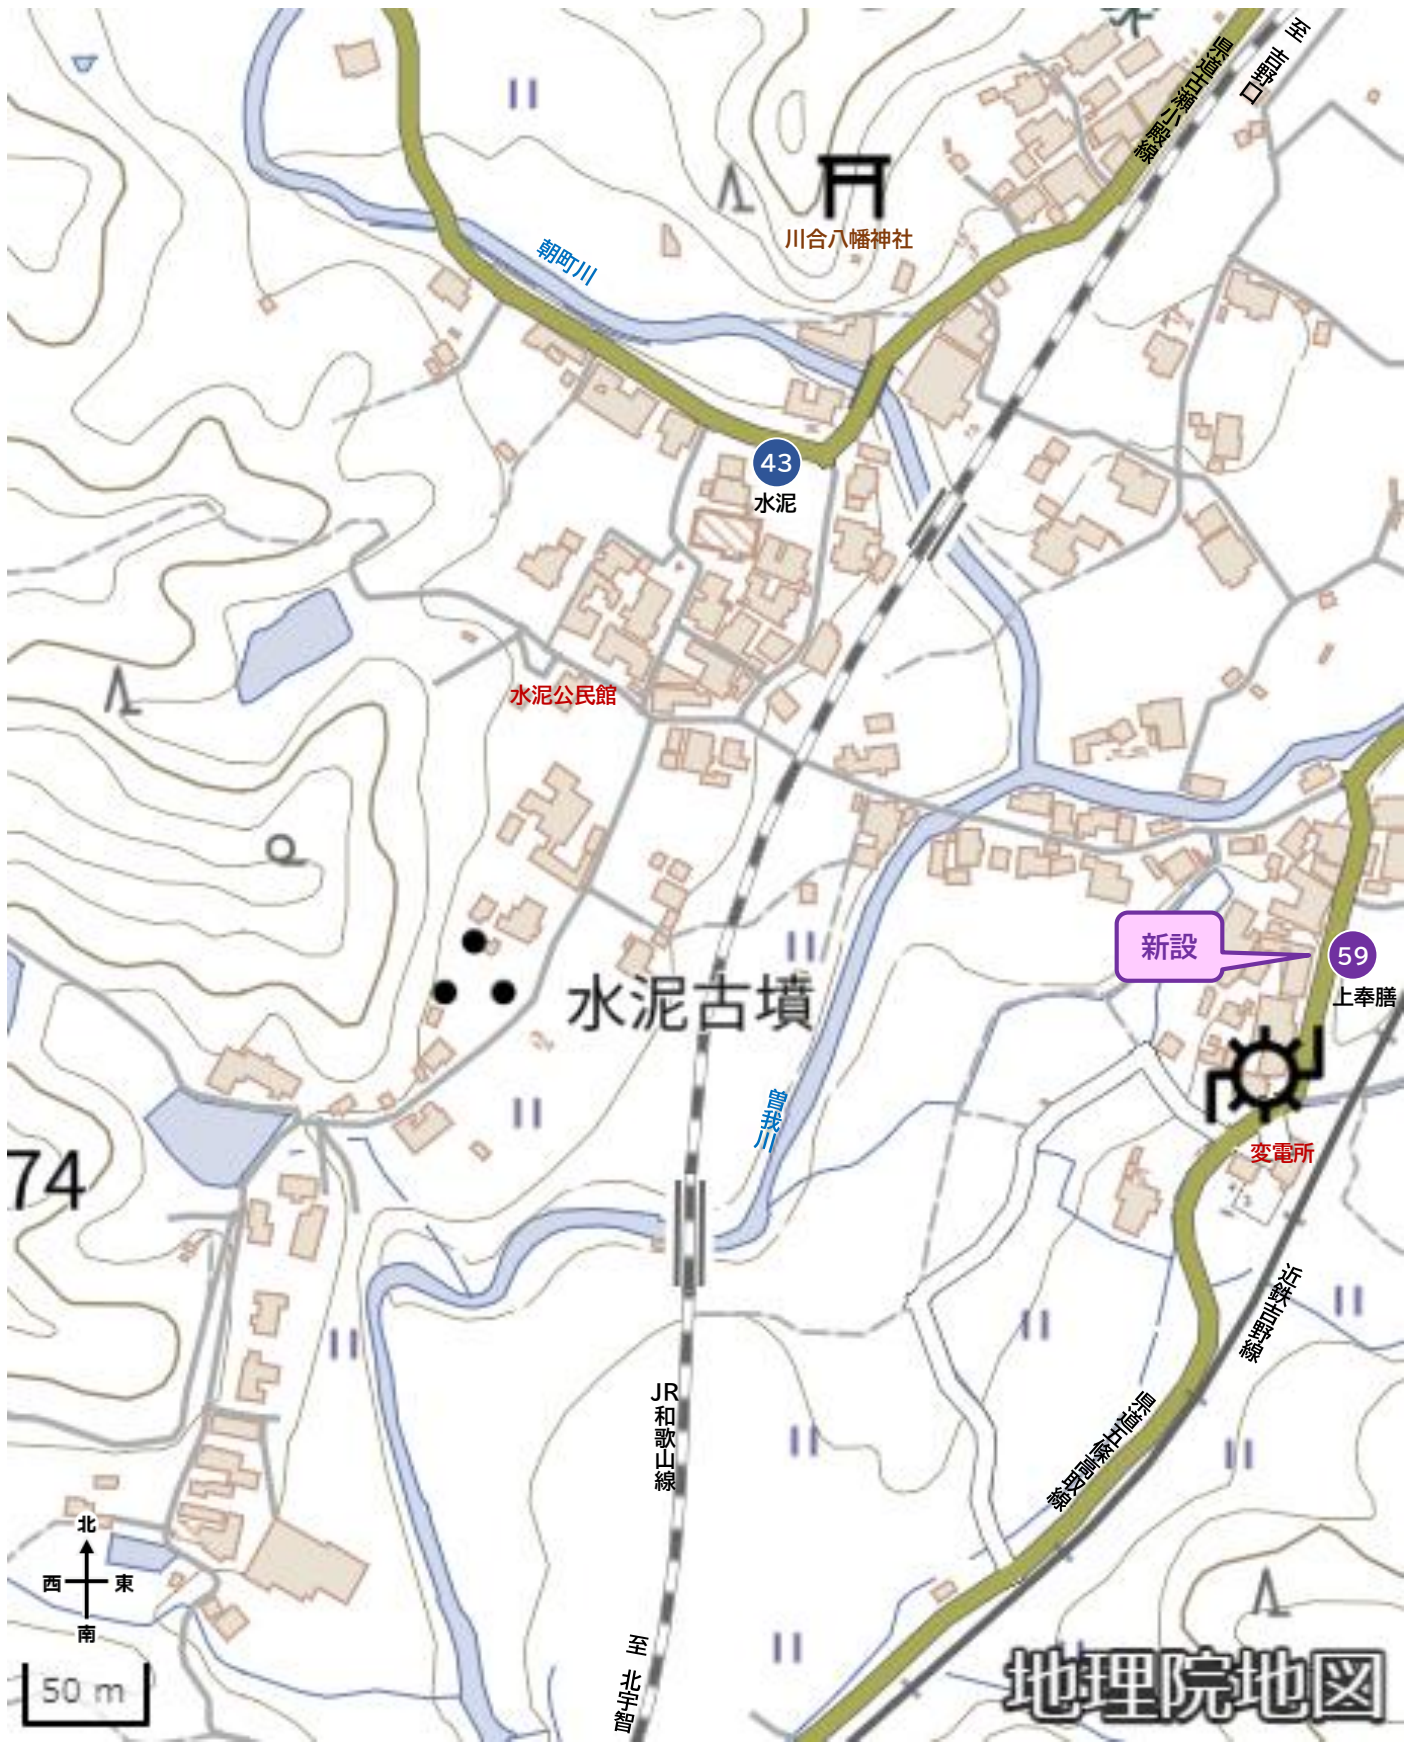 至 吉野口
県道古瀬小殿線
川合八幡神社
朝町川
43
水泥
水泥公民館
新設
59
上奉膳
水泥古墳
曽我川
変電所
74
近鉄吉野線
JR和歌山線
県道五條高取線
北
西 東
南
50 m
至 北宇智
地理院地図